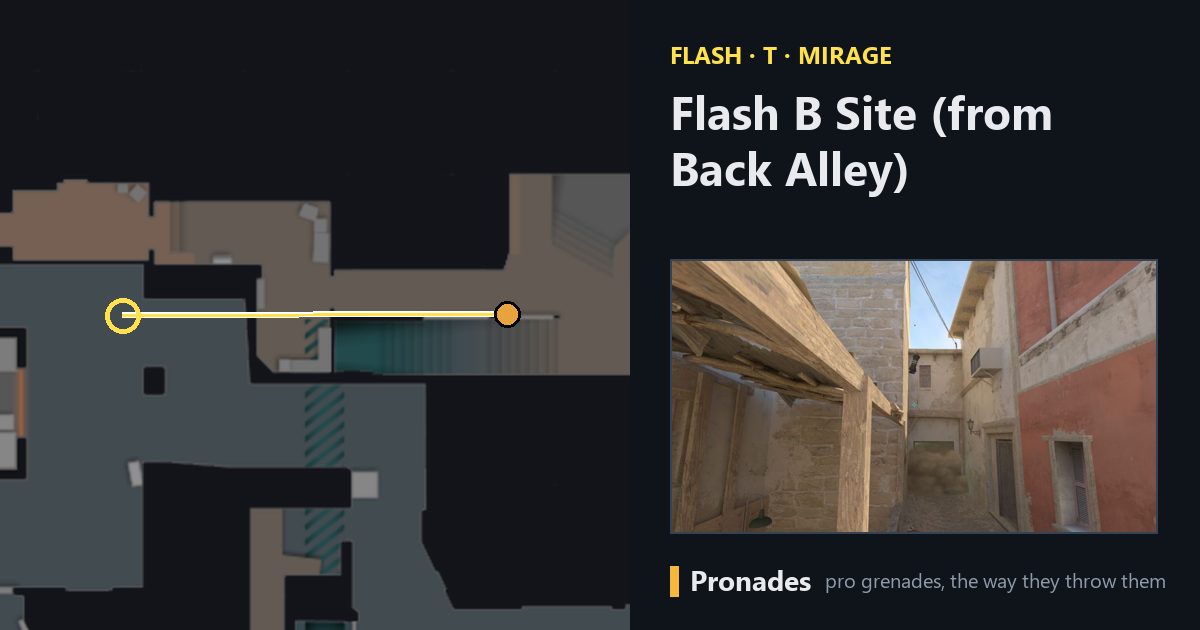 FLASH · T · MIRAGE
Flash B Site (from
Back Alley)
Pronades pro grenades, the way they throw them